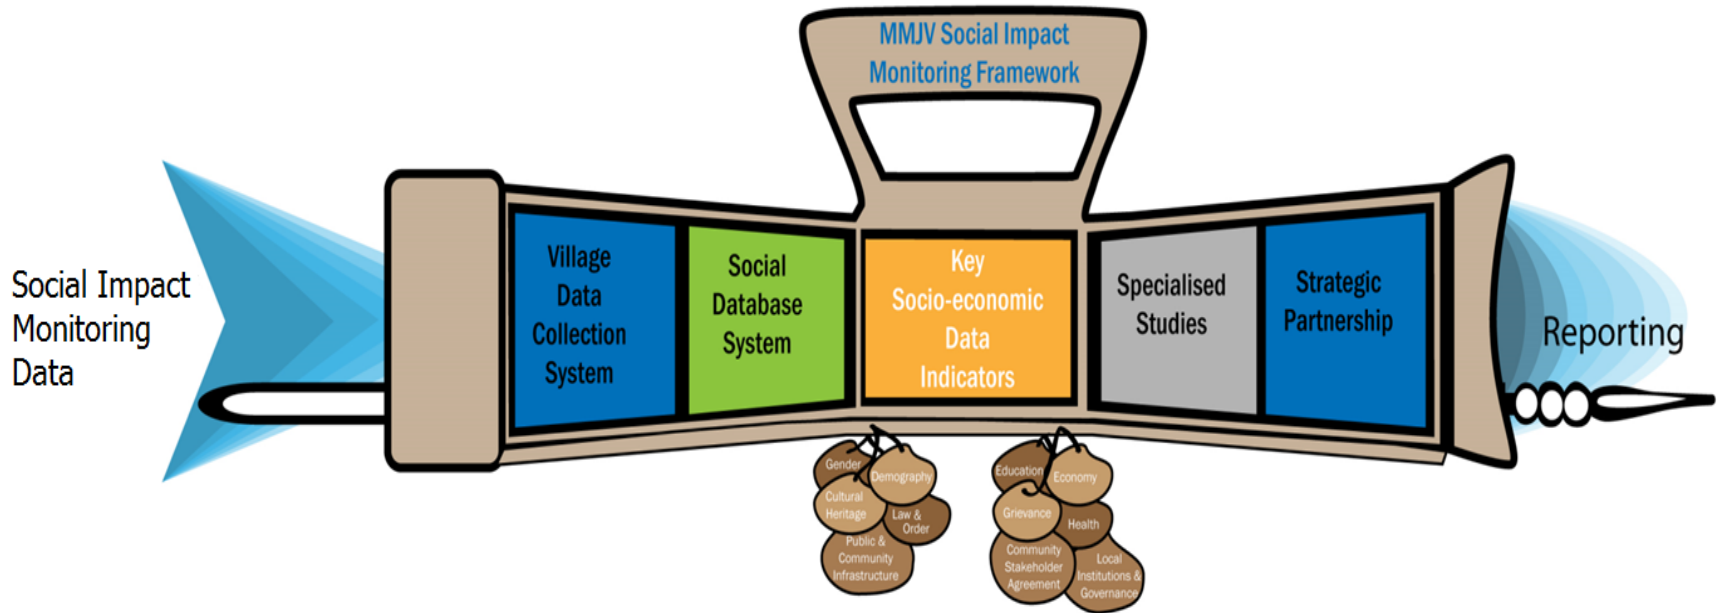 MMJV Social Impact
Monitoring Framework
Social Impact
Monitoring
Data
Village
Data
Collection
System
Social
Database
System
Key
Socio-economic
Data
Indicators
Specialised
Studies
Strategic
Partnership
Reporting
Gender
Demography
Cultural
Heritage
Law &
Order
Public &
Community
Infrastructure
Education
Economy
Grievance
Health
Community
Stakeholder
Agreement
Local
Institutions &
Governance